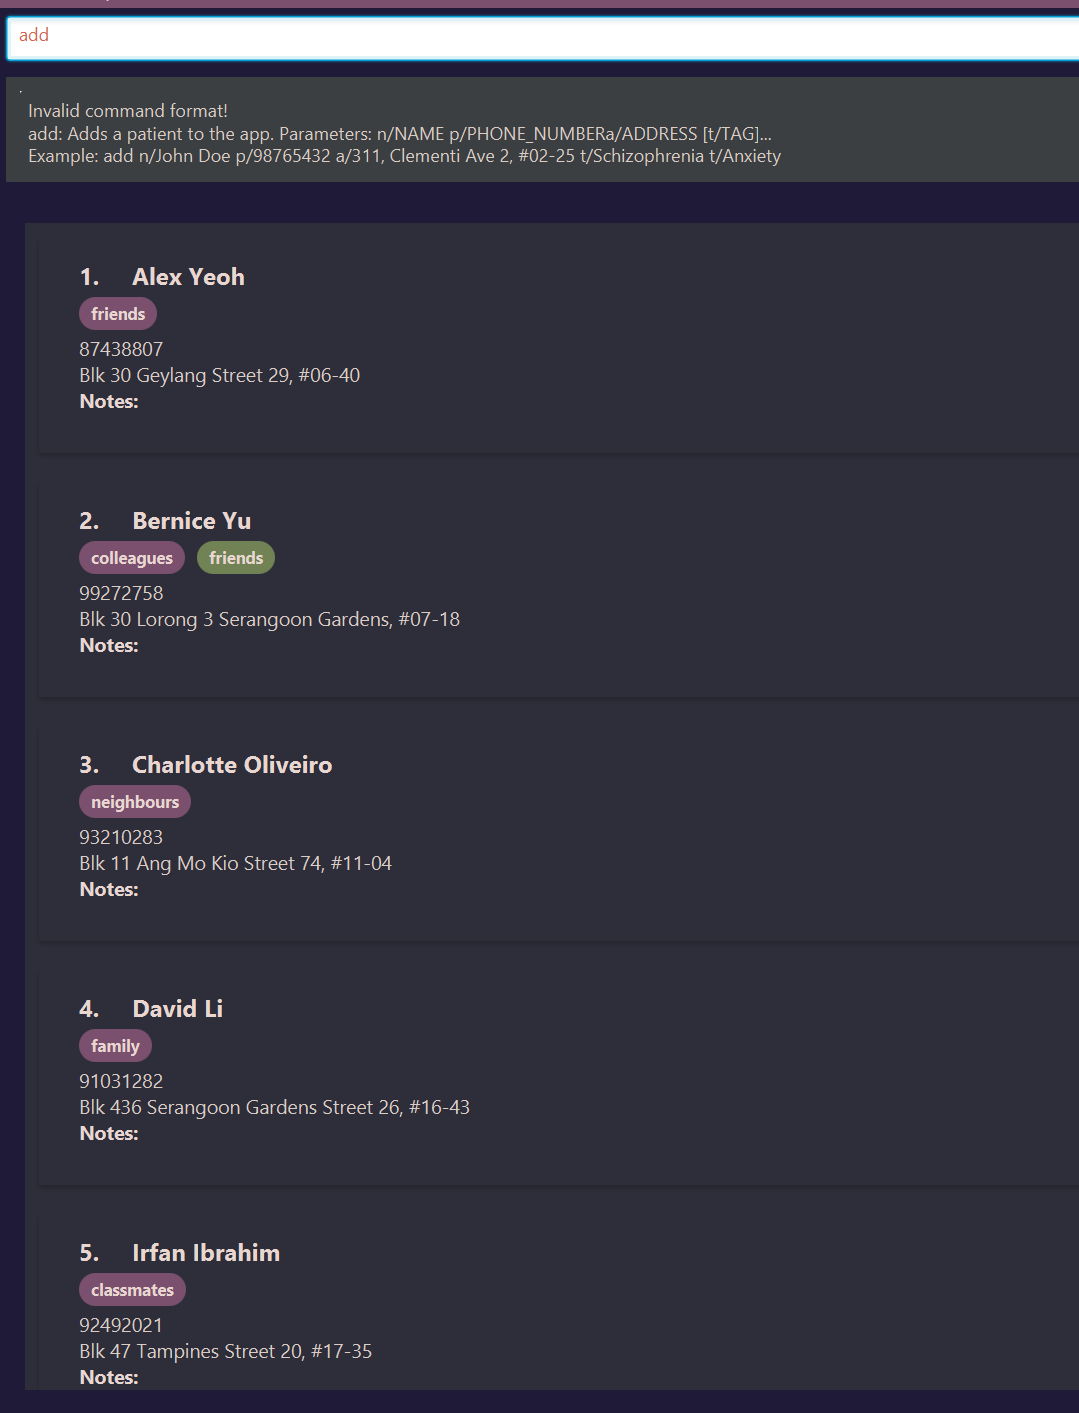 add
Invalid command format!
add: Adds a patient to the app. Parameters: n/NAME p/PHONE_NUMBERa/ADDRESS [t/TAG]...
Example: add n/John Doe p/98765432 a/311, Clementi Ave 2, #02-25 t/Schizophrenia t/Anxiety
1. Alex Yeoh
friends
87438807
Blk 30 Geylang Street 29, #06-40
Notes:
2. Bernice Yu
colleagues friends
99272758
Blk 30 Lorong 3 Serangoon Gardens, #07-18
Notes:
3. Charlotte Oliveiro
neighbours
93210283
Blk 11 Ang Mo Kio Street 74, #11-04
Notes:
4. David Li
family
91031282
Blk 436 Serangoon Gardens Street 26, #16-43
Notes:
5. Irfan Ibrahim
classmates
92492021
Blk 47 Tampines Street 20, #17-35
Notes: